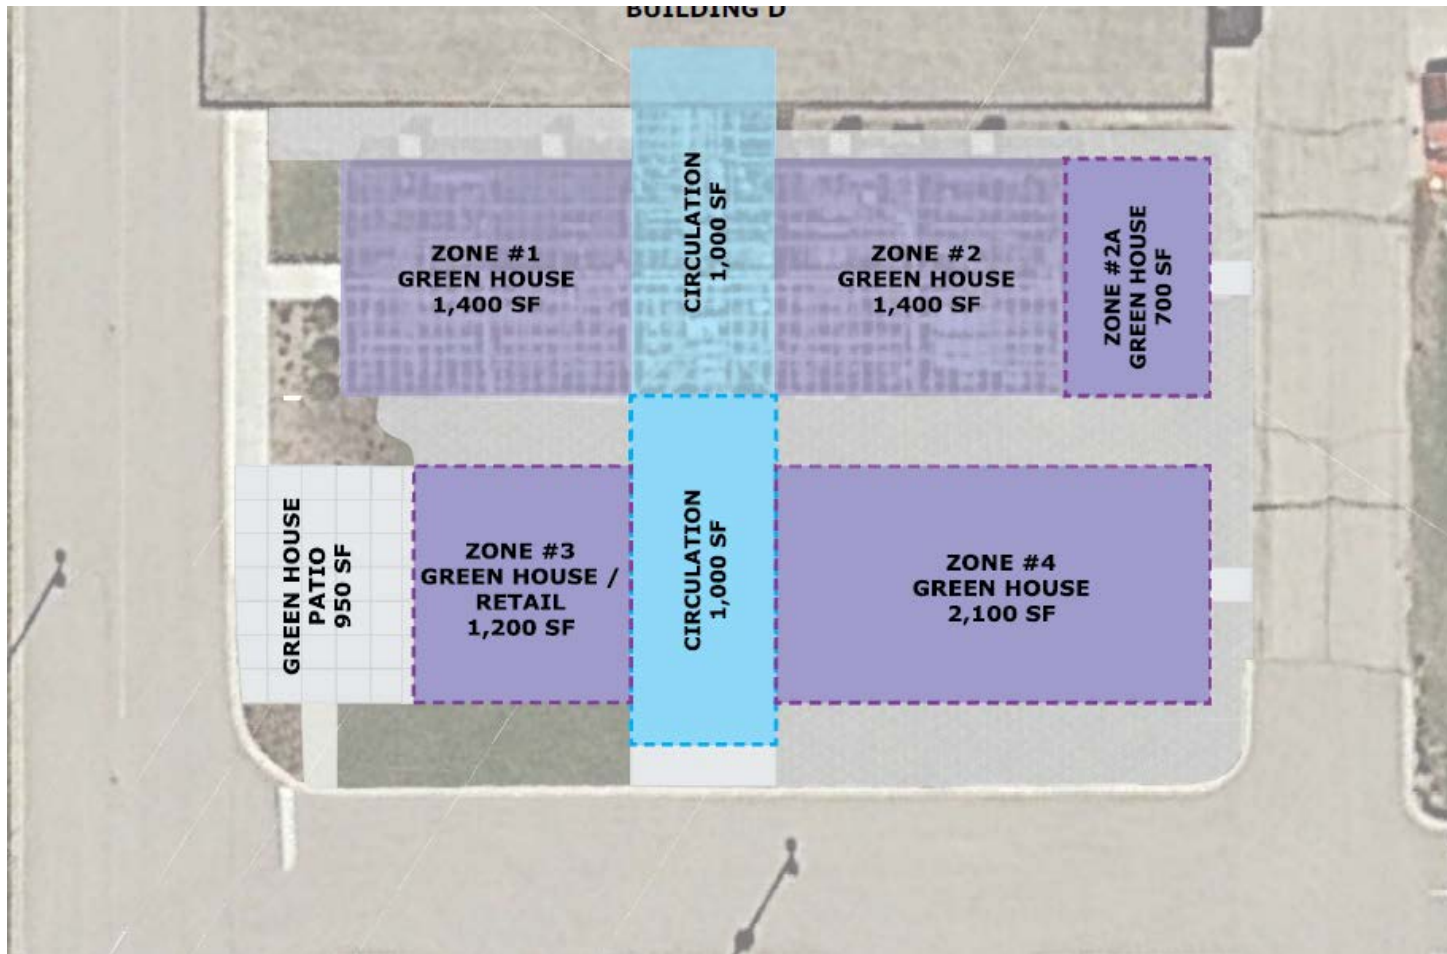 BUILDING D
ZONE #1
GREEN HOUSE
1,400 SF
CIRCULATION
1,000 SF
ZONE #2
GREEN HOUSE
1,400 SF
ZONE #2A
GREEN HOUSE
700 SF
GREEN HOUSE
PATIO
950 SF
ZONE #3
GREEN HOUSE /
RETAIL
1,200 SF
CIRCULATION
1,000 SF
ZONE #4
GREEN HOUSE
2,100 SF